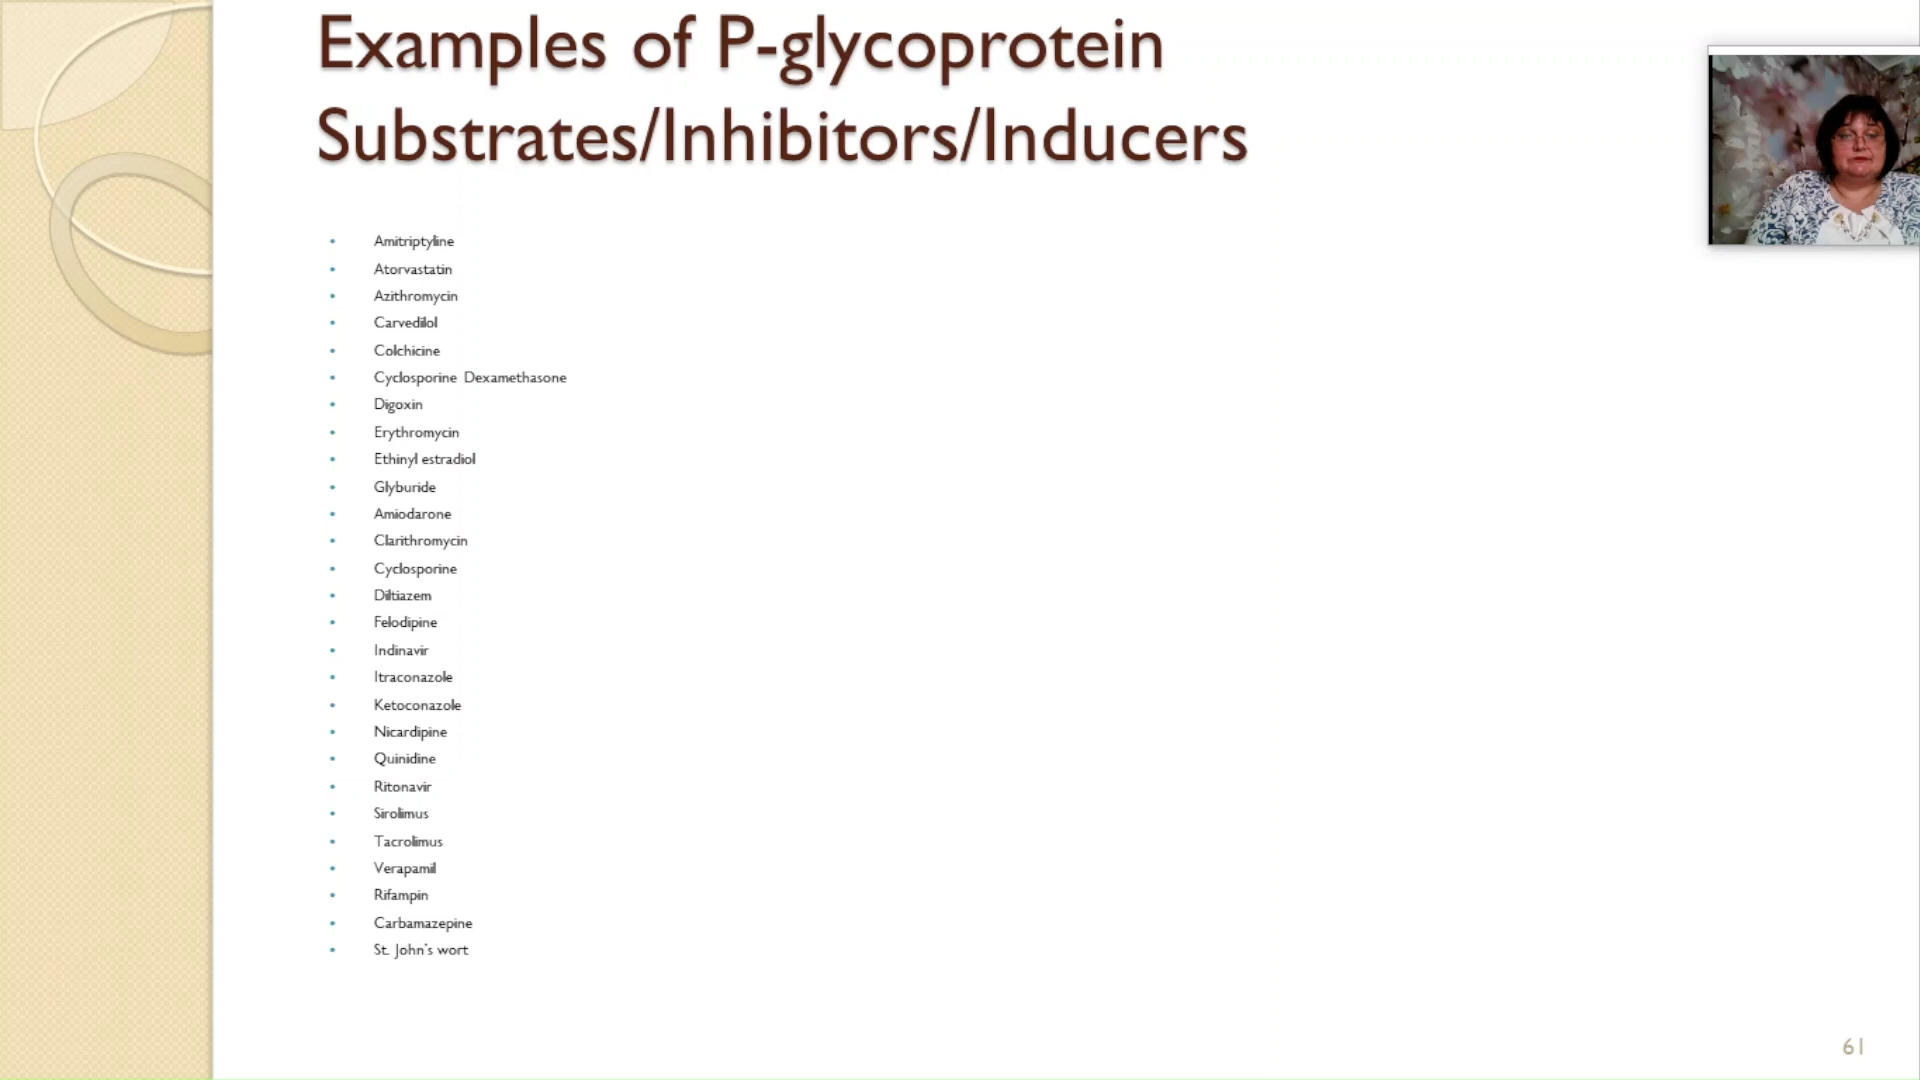 Examples of P-glycoprotein
Substrates/Inhibitors/Inducers
• Amitriptyline
• Atorvastatin
• Azithromycin
• Carvedilol
• Colchicine
• Cyclosporine Dexamethasone
• Digoxin
• Erythromycin
• Ethinyl estradiol
• Glyburide
• Amiodarone
• Clarithromycin
• Cyclosporine
• Diltiazem
• Felodipine
• Indinavir
• Itraconazole
• Ketoconazole
• Nicardipine
• Quinidine
• Ritonavir
• Sirolimus
• Tacrolimus
• Verapamil
• Rifampin
• Carbamazepine
• St. John's wort
61